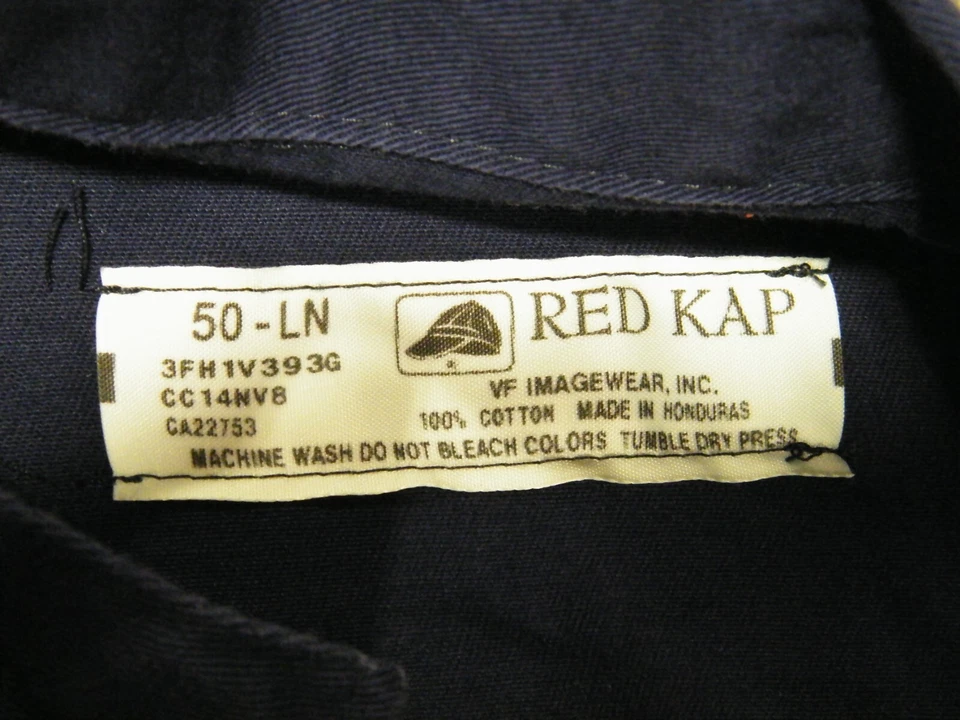 50-LN
RED KAP
®
3FH1V393G
VF IMAGEWEAR, INC.
CC14NV8
100% COTTON MADE IN HONDURAS
CA22753
MACHINE WASH DO NOT BLEACH COLORS TUMBLE DRY PRESS